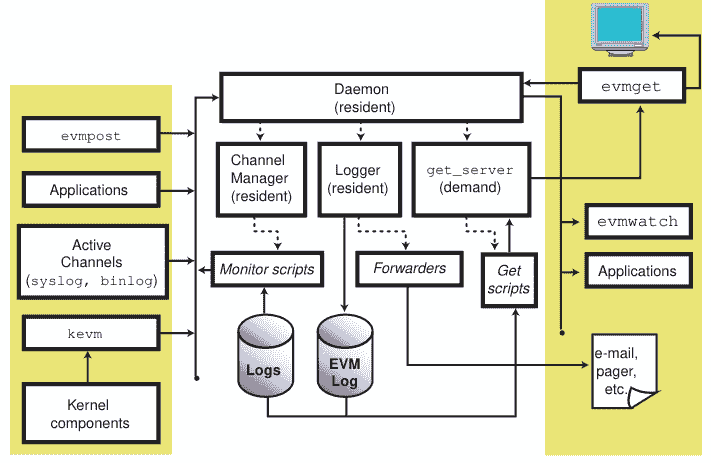 Daemon
(resident)
evmget
evmpost
Applications
Active
Channels
(syslog, binlog)
kevm
Kernel
components
Channel
Manager
(resident)
Logger
(resident)
get_server
(demand)
Monitor scripts
Forwarders
Get
scripts
Logs
EVM
Log
evmwatch
Applications
e-mail,
pager,
etc.